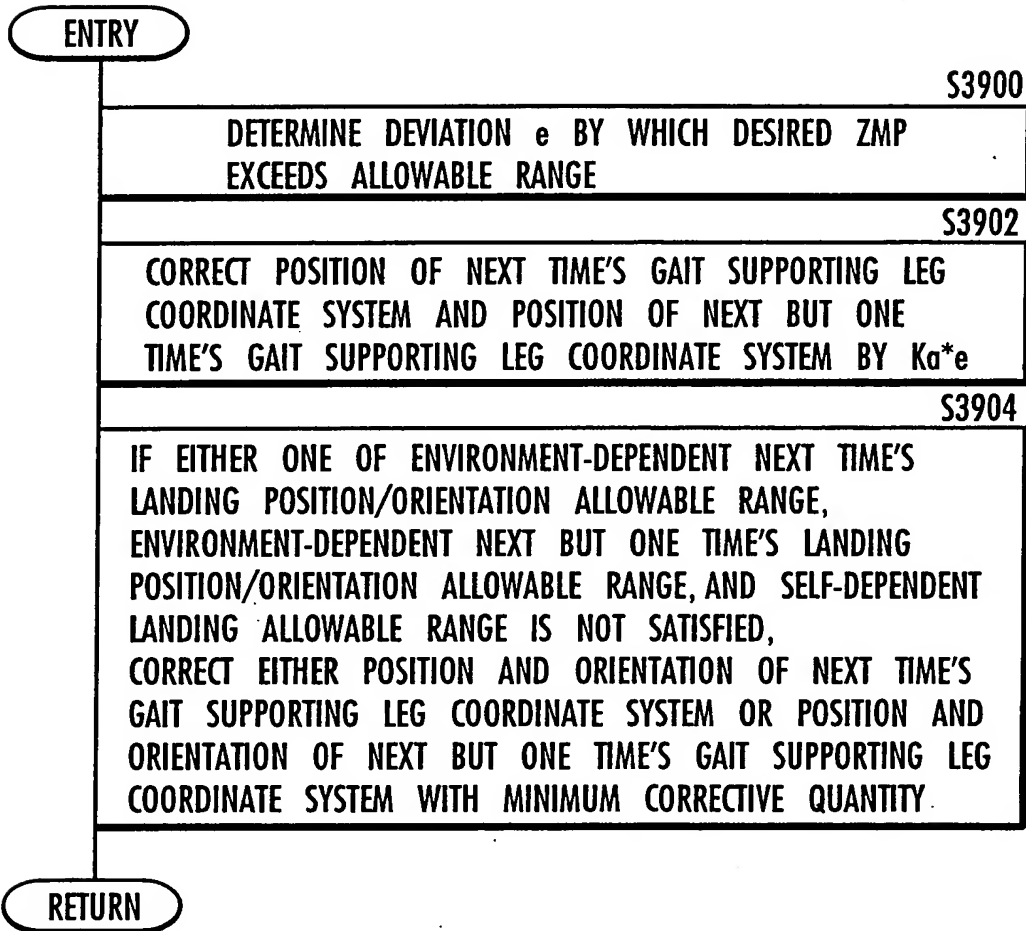 ENTRY
S3900
DETERMINE DEVIATION e BY WHICH DESIRED ZMP
EXCEEDS ALLOWABLE RANGE
S3902
CORRECT POSITION OF NEXT TIME'S GAIT SUPPORTING LEG
COORDINATE SYSTEM AND POSITION OF NEXT BUT ONE
TIME'S GAIT SUPPORTING LEG COORDINATE SYSTEM BY Ka*e
S3904
IF EITHER ONE OF ENVIRONMENT-DEPENDENT NEXT TIME'S
LANDING POSITION/ORIENTATION ALLOWABLE RANGE,
ENVIRONMENT-DEPENDENT NEXT BUT ONE TIME'S LANDING
POSITION/ORIENTATION ALLOWABLE RANGE, AND SELF-DEPENDENT
LANDING ALLOWABLE RANGE IS NOT SATISFIED,
CORRECT EITHER POSITION AND ORIENTATION OF NEXT TIME'S
GAIT SUPPORTING LEG COORDINATE SYSTEM OR POSITION AND
ORIENTATION OF NEXT BUT ONE TIME'S GAIT SUPPORTING LEG
COORDINATE SYSTEM WITH MINIMUM CORRECTIVE QUANTITY
RETURN